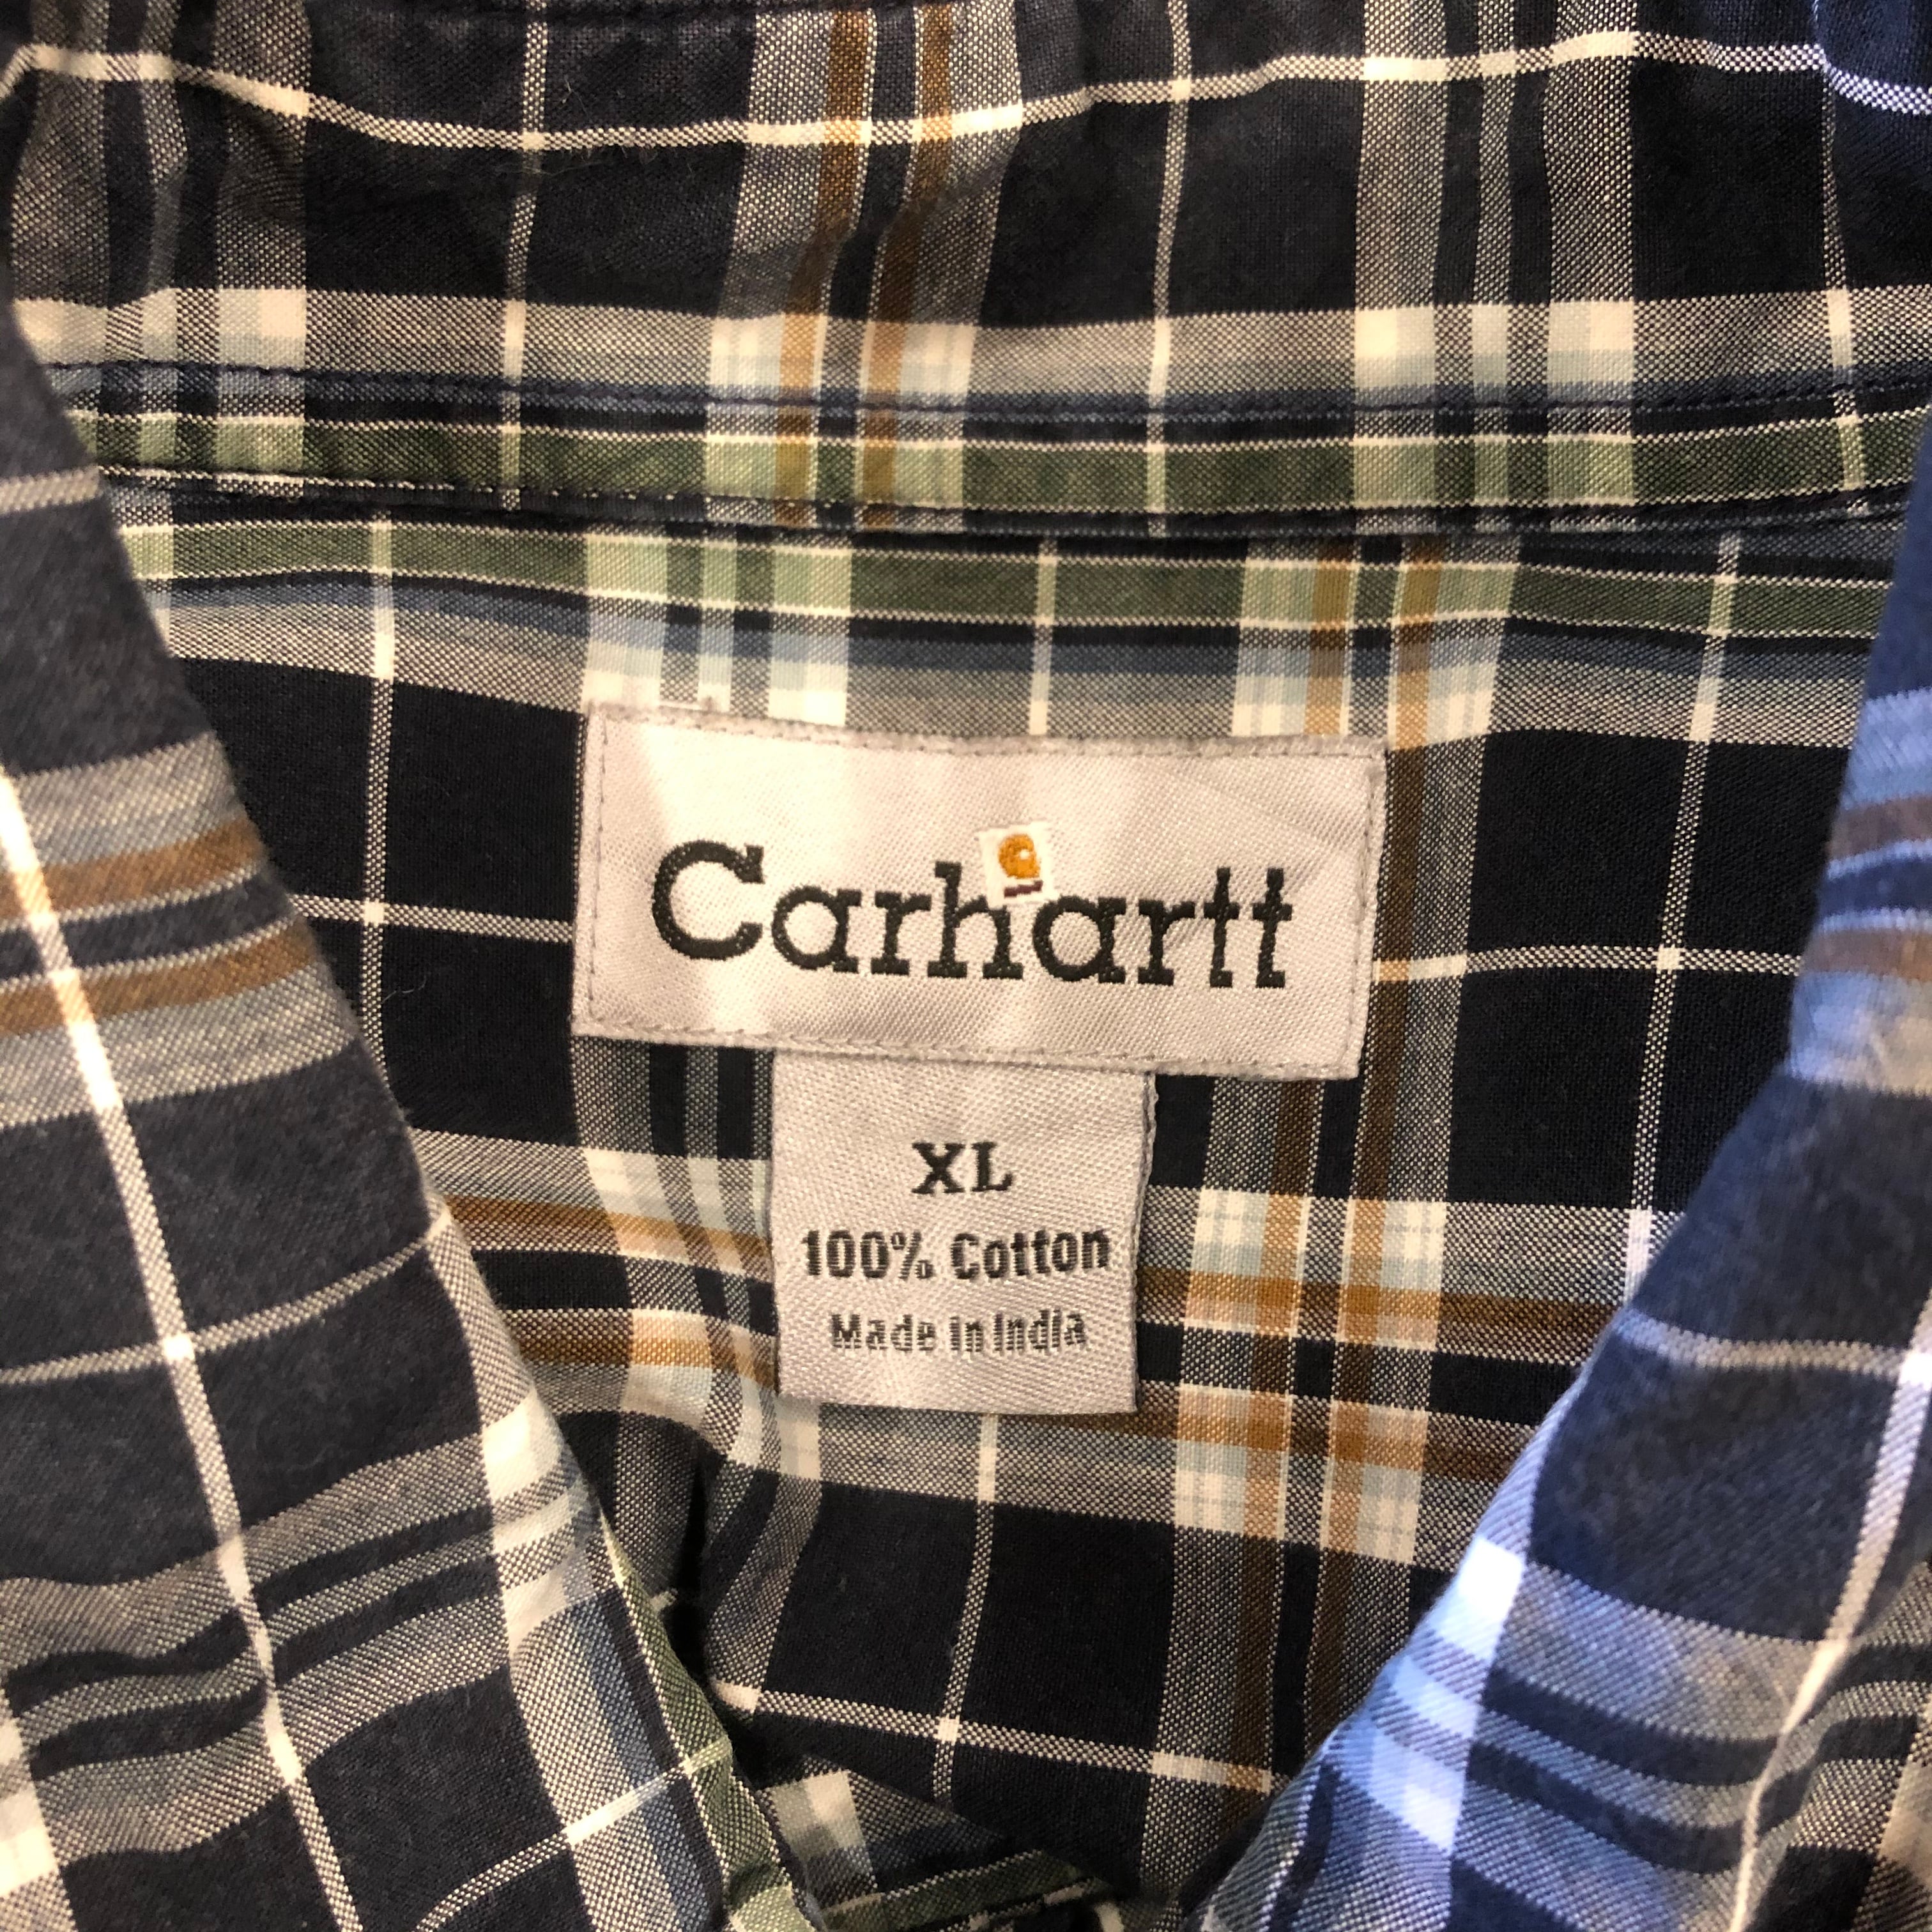 Carhartt
XL
100% Cotton
Made in India